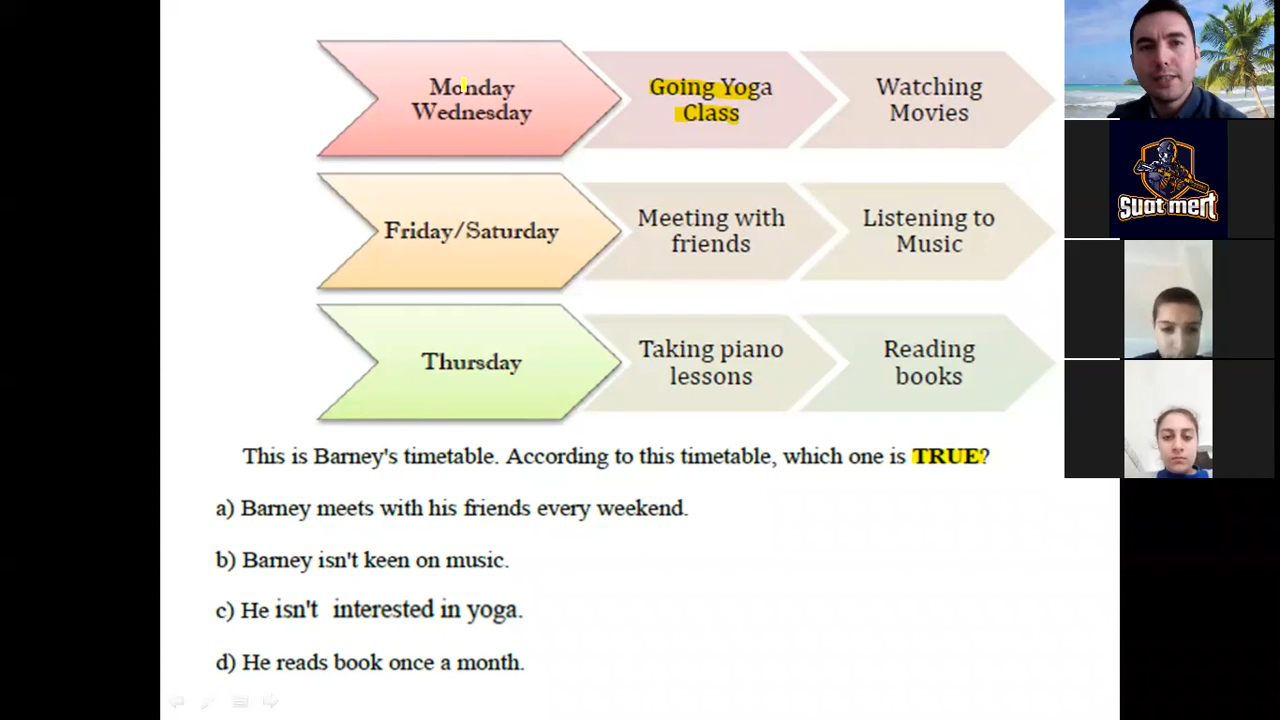 Monday
Wednesday
Going Yoga
Class
Watching
Movies
Friday/Saturday
Meeting with
friends
Listening to
Music
Thursday
Taking piano
lessons
Reading
books
This is Barney's timetable. According to this timetable, which one is TRUE?
a) Barney meets with his friends every weekend.
b) Barney isn't keen on music.
c) He isn't interested in yoga.
d) He reads book once a month.
SUOT MERT